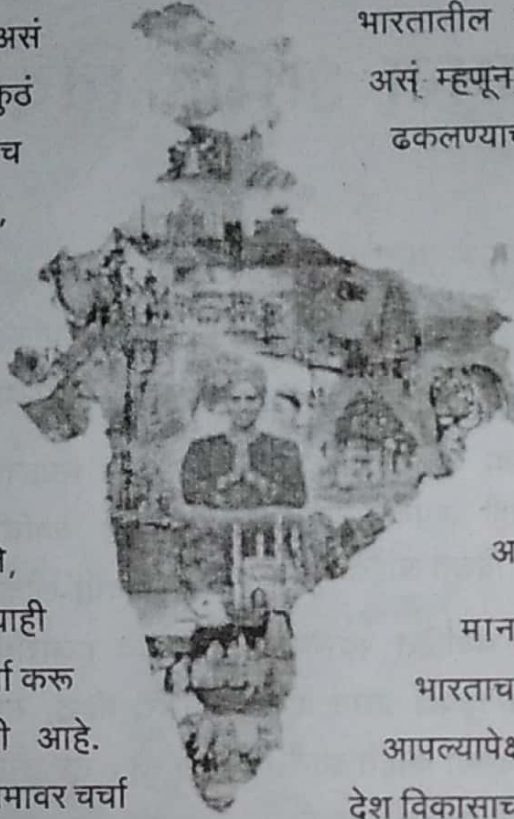 असं
कुठं
च
,
,
याही
र्चा करू
ी आहे.
मावर चर्चा
भारतातील
असं म्हणून
ढकलण्याच
अ
मान
भारताच
आपल्यापेक्ष
देश विकासाच